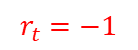 r_t = −1